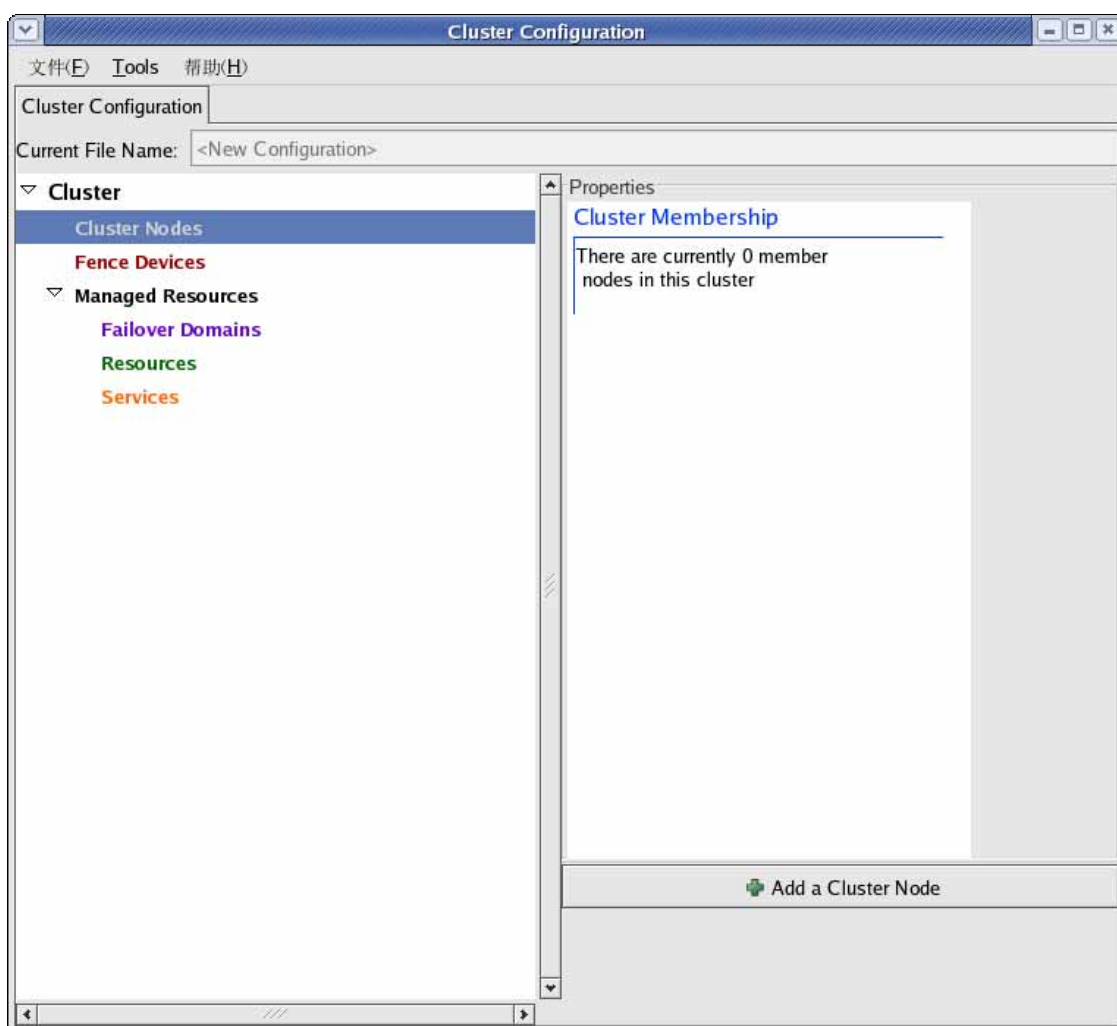 Cluster Configuration
文件(F) Tools 帮助(H)
Cluster Configuration
Current File Name: <New Configuration>
Cluster
Cluster Nodes
Fence Devices
Managed Resources
Failover Domains
Resources
Services
Properties
Cluster Membership
There are currently 0 member
nodes in this cluster
Add a Cluster Node